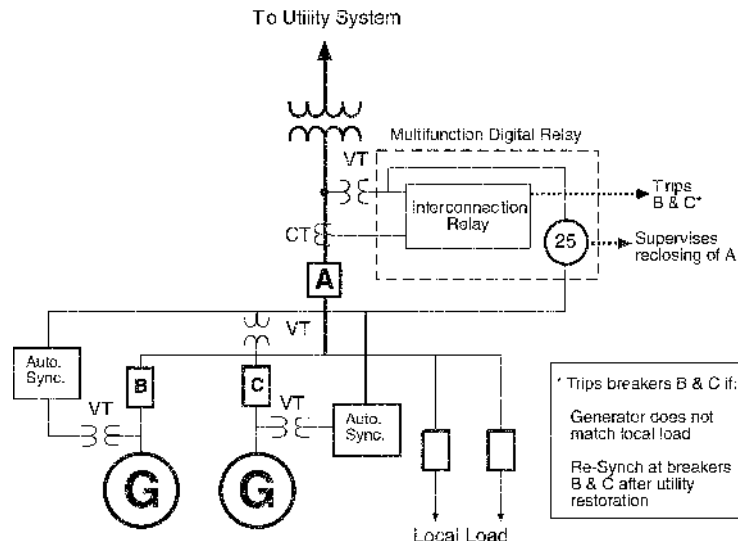 To Utility System
Multifunction Digital Relay
VT
Interconnection
Relay
Trips
B & C*
CT
25
Supervises
reclosing of A
A
VT
Auto.
Sync.
B
C
VT
VT
Auto.
Sync.
G
G
Local Load
* Trips breakers B & C if:
Generator does not
match local load
Re-Synch at breakers
B & C after utility
restoration